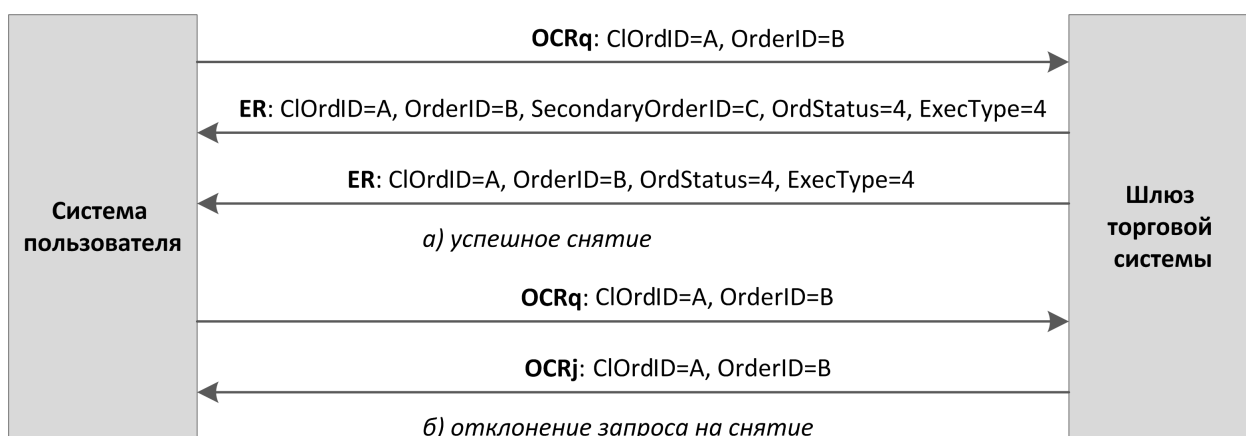 OCRq: ClOrdID=A, OrderID=B
ER: ClOrdID=A, OrderID=B, SecondaryOrderID=C, OrdStatus=4, ExecType=4
ER: ClOrdID=A, OrderID=B, OrdStatus=4, ExecType=4
Система
пользователя
Шлюз
торговой
системы
а) успешное снятие
OCRq: ClOrdID=A, OrderID=B
OCRj: ClOrdID=A, OrderID=B
б) отклонение запроса на снятие